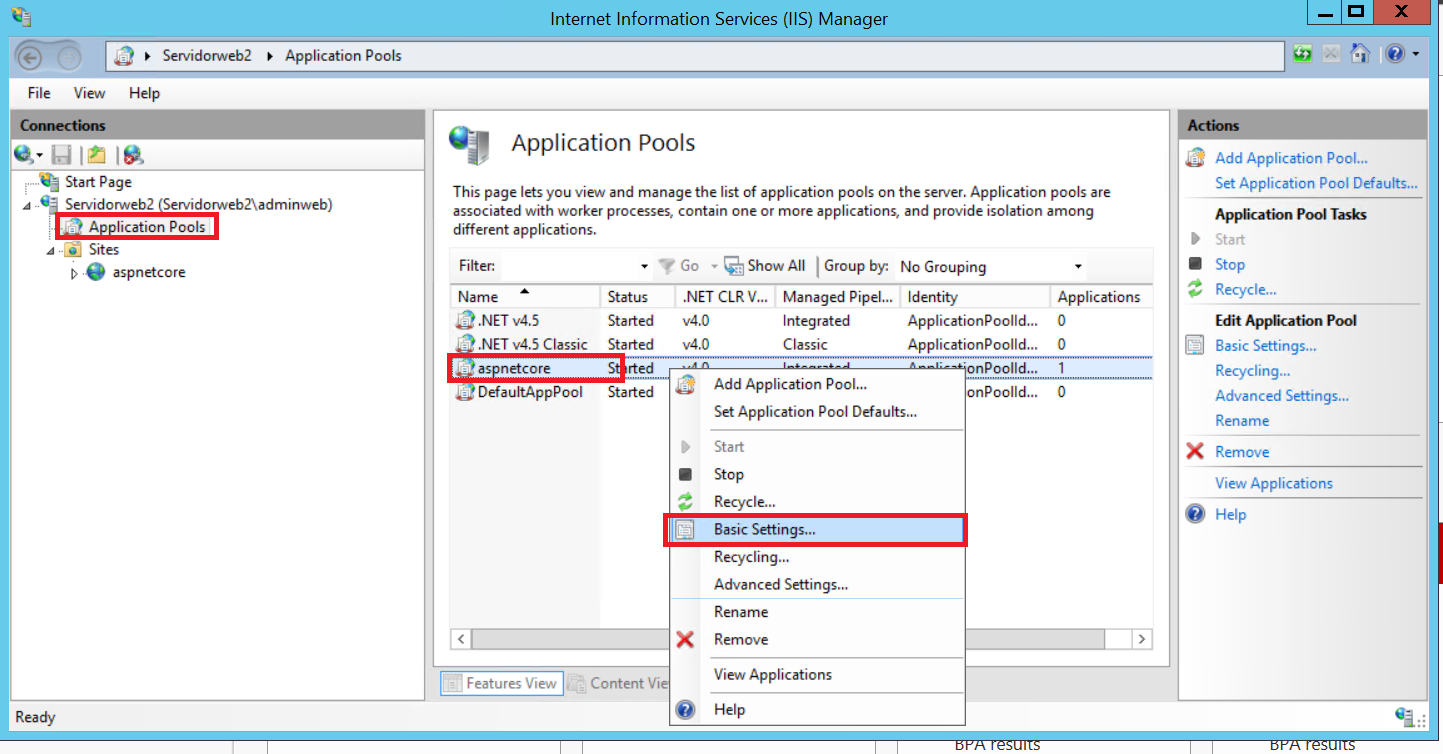 Internet Information Services (IIS) Manager
Servidorweb2 Application Pools
File View Help
Connections
Start Page
Servidorweb2 (Servidorweb2\adminweb)
Application Pools
Sites
aspnetcore
Application Pools
This page lets you view and manage the list of application pools on the server. Application pools are
associated with worker processes, contain one or more applications, and provide isolation among
different applications.
Filter: Go Show All Group by: No Grouping
Name Status .NET CLR V... Managed Pipel... Identity Applications
.NET v4.5 Started v4.0 Integrated ApplicationPoolId... 0
.NET v4.5 Classic Started v4.0 Classic ApplicationPoolId... 0
aspnetcore Started v4.0 Integrated ApplicationPoolId... 1
DefaultAppPool Started onPoolId... 0
Add Application Pool...
Set Application Pool Defaults...
Start
Stop
Recycle...
Basic Settings...
Recycling...
Advanced Settings...
Rename
Remove
View Applications
Help
Features View Content Vie
Actions
Add Application Pool...
Set Application Pool Defaults...
Application Pool Tasks
Start
Stop
Recycle...
Edit Application Pool
Basic Settings...
Recycling...
Advanced Settings...
Rename
Remove
View Applications
Help
Ready
BPA results BPA results